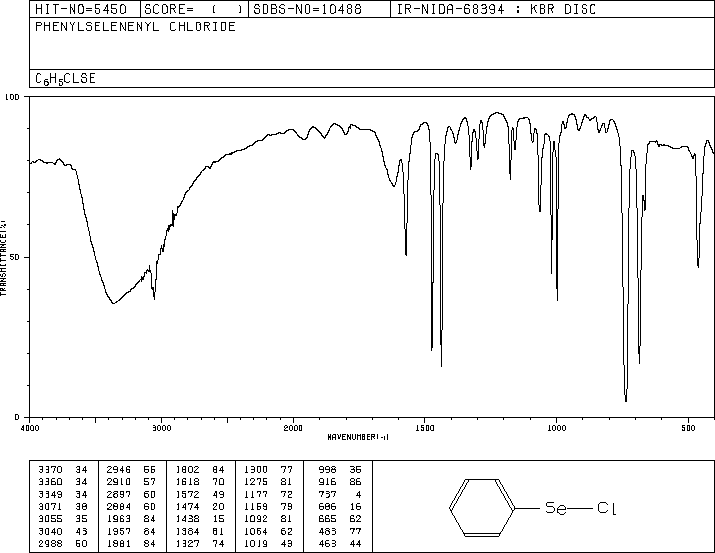 HIT-NO=5450 SCORE= ( ) SDBS-NO=10488 IR-NIDA-68394 : KBR DISC
PHENYLSELENENYL CHLORIDE
C6H5CLSE
100
TRANSMITTANCE(%)
50
0
4000 3000 2000 1500 1000 500
WAVENUMBER(-1)
3370 34 2946 55 1802 84 1300 77 998 35
3360 34 2910 57 1618 70 1275 81 916 86
3349 34 2897 60 1572 49 1177 72 737 4
3071 38 2884 60 1474 20 1159 79 686 16
3055 35 1963 84 1438 15 1092 81 665 62
3040 43 1957 84 1384 81 1064 62 483 77
2988 50 1881 84 1327 74 1019 43 463 44
Se Cl